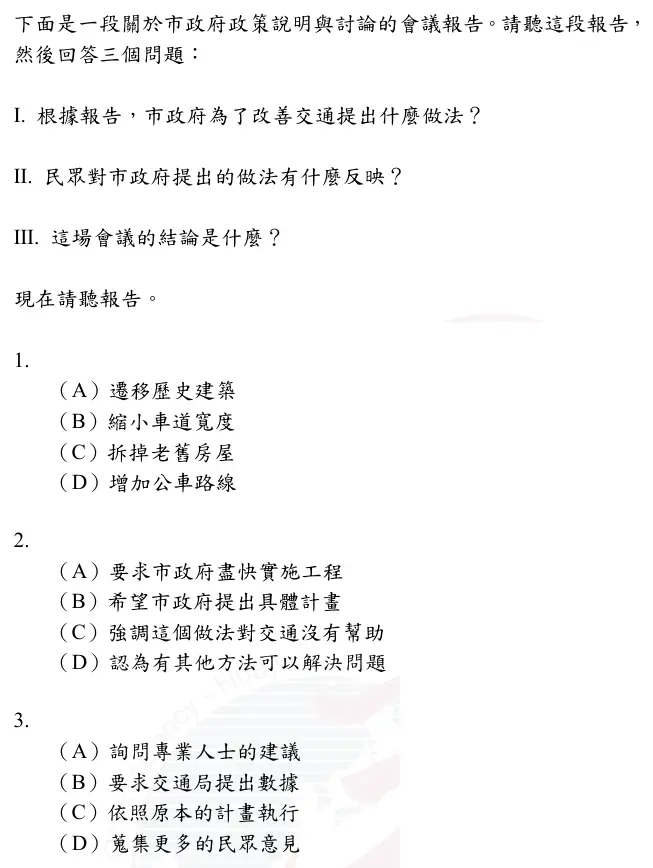 下面是一段關於市政府政策說明與討論的會議報告。請聽這段報告，
然後回答三個問題：
I. 根據報告，市政府為了改善交通提出什麼做法？
II. 民眾對市政府提出的做法有什麼反映？
III. 這場會議的結論是什麼？
現在請聽報告。
1.
（A）遷移歷史建築
（B）縮小車道寬度
（C）拆掉老舊房屋
（D）增加公車路線
2.
（A）要求市政府盡快實施工程
（B）希望市政府提出具體計畫
（C）強調這個做法對交通沒有幫助
（D）認為有其他方法可以解決問題
3.
（A）詢問專業人士的建議
（B）要求交通局提出數據
（C）依照原本的計畫執行
（D）蒐集更多的民眾意見